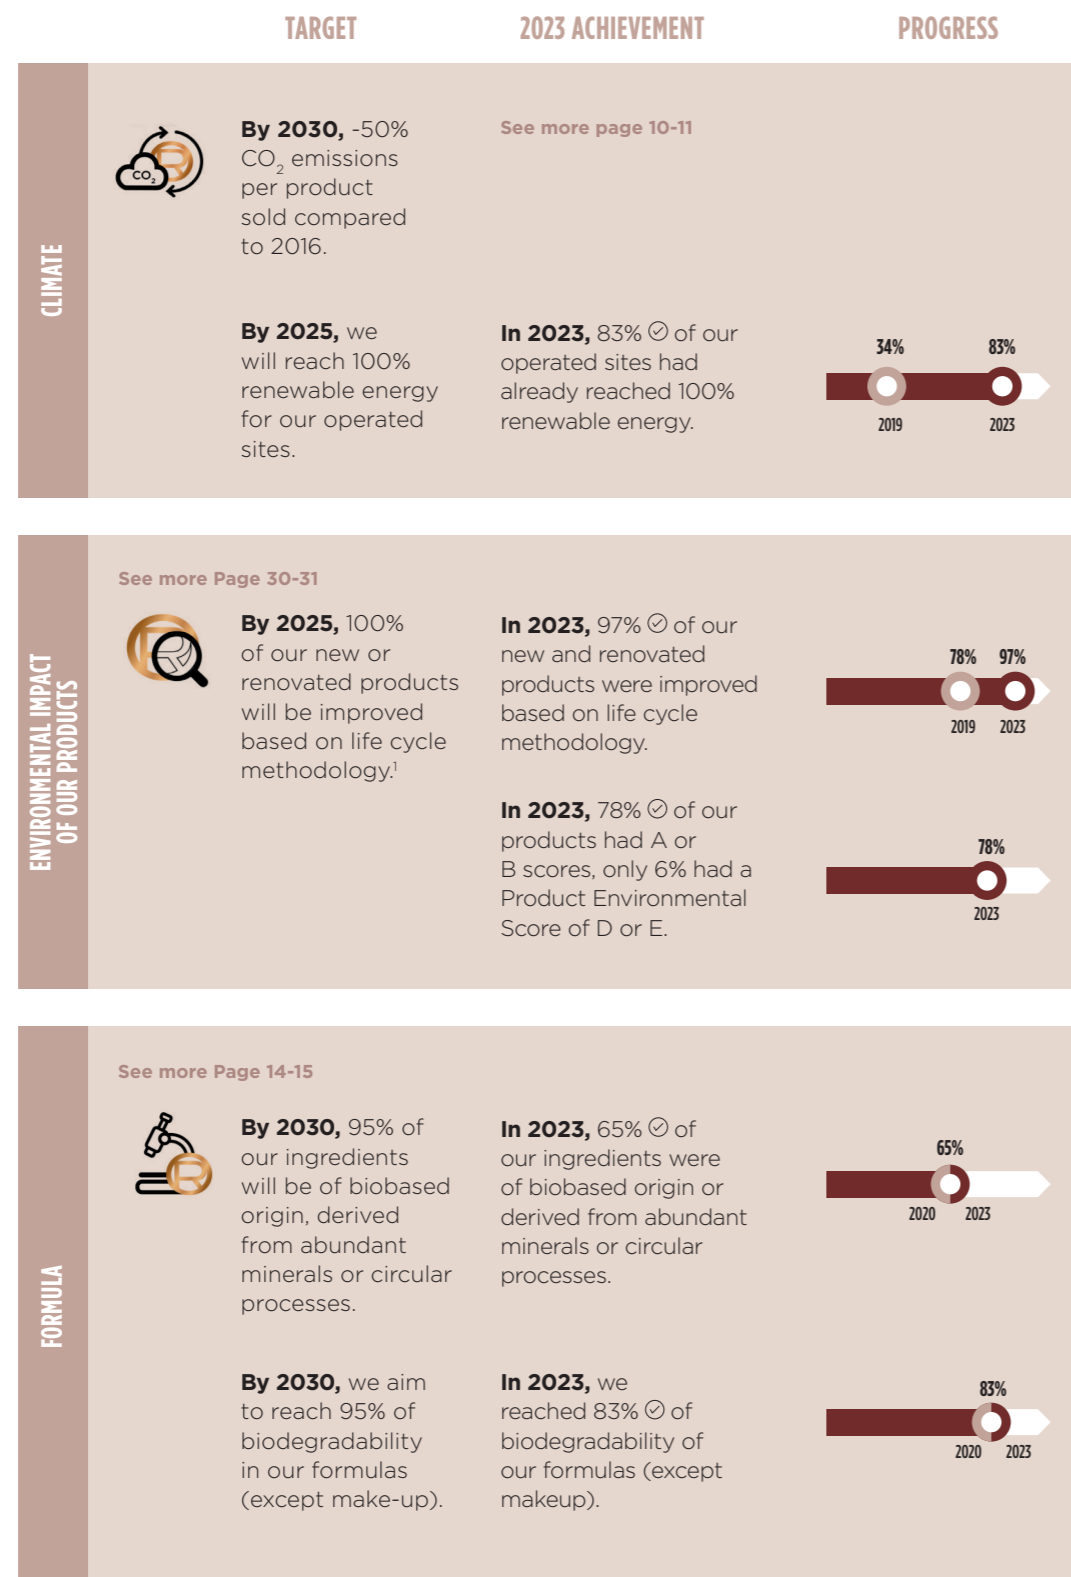 TARGET
2023 ACHIEVEMENT
PROGRESS
CLIMATE
CO2
By 2030, -50%
CO2 emissions
per product
sold compared
to 2016.
See more page 10-11
By 2025, we
will reach 100%
renewable energy
for our operated
sites.
In 2023, 83% of our
operated sites had
already reached 100%
renewable energy.
34%
83%
2019
2023
ENVIRONMENTAL IMPACT
OF OUR PRODUCTS
See more Page 30-31
By 2025, 100%
of our new or
renovated products
will be improved
based on life cycle
methodology.1
In 2023, 97% of our
new and renovated
products were improved
based on life cycle
methodology.
78%
97%
2019
2023
In 2023, 78% of our
products had A or
B scores, only 6% had a
Product Environmental
Score of D or E.
78%
2023
FORMULA
See more Page 14-15
By 2030, 95% of
our ingredients
will be of biobased
origin, derived
from abundant
minerals or circular
processes.
In 2023, 65% of
our ingredients were
of biobased origin or
derived from abundant
minerals or circular
processes.
65%
2020
2023
By 2030, we aim
to reach 95% of
biodegradability
in our formulas
(except make-up).
In 2023, we
reached 83% of
biodegradability of
our formulas (except
makeup).
83%
2020
2023